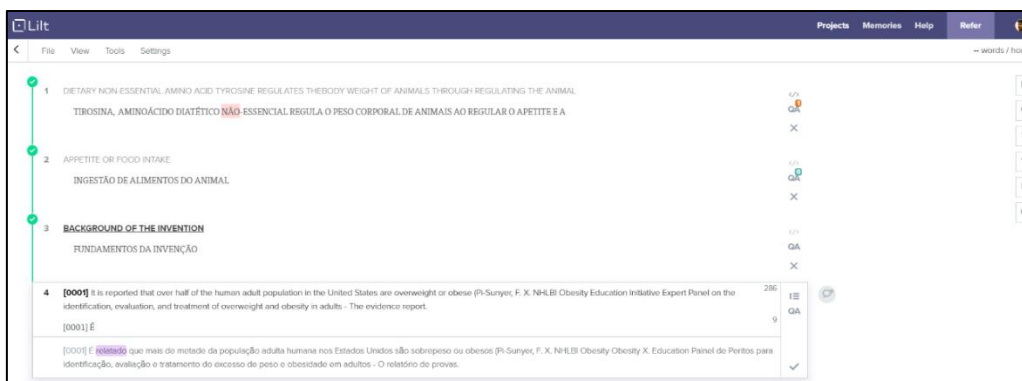 Lilt
Projects Memories Help Refer
File View Tools Settings
-- words / hou
1 DIETARY NON ESSENTIAL AMINO ACID TYROSINE REGULATES THEBODY WEIGHT OF ANIMALS THROUGH REGULATING THE ANIMAL
TIROSINA, AMINOÁCIDO DIATÉTICO NÃO-ESSENCIAL REGULA O PESO CORPORAL DE ANIMAIS AO REGULAR O APETITE E A
QA
2 APPETITE OR FOOD INTAKE
INGESTÃO DE ALIMENTOS DO ANIMAL
QA
3 BACKGROUND OF THE INVENTION
FUNDAMENTOS DA INVENÇÃO
QA
4 [0001] It is reported that over half of the human adult population in the United States are overweight or obese (Pi-Sunyer, F. X. NHLBI Obesity Education Initiative Expert Panel on the 286
identification, evaluation, and treatment of overweight and obesity in adults - The evidence report.
QA
9
[0001] É
[0001] É relatado que mais de metade da população adulta humana nos Estados Unidos são sobrepeso ou obesos (Pi-Sunyer, F. X. NHLBI Obesity Obesity X. Education Painel de Peritos para
identificação, avaliação e tratamento do excesso de peso e obesidade em adultos - O relatório de provas.